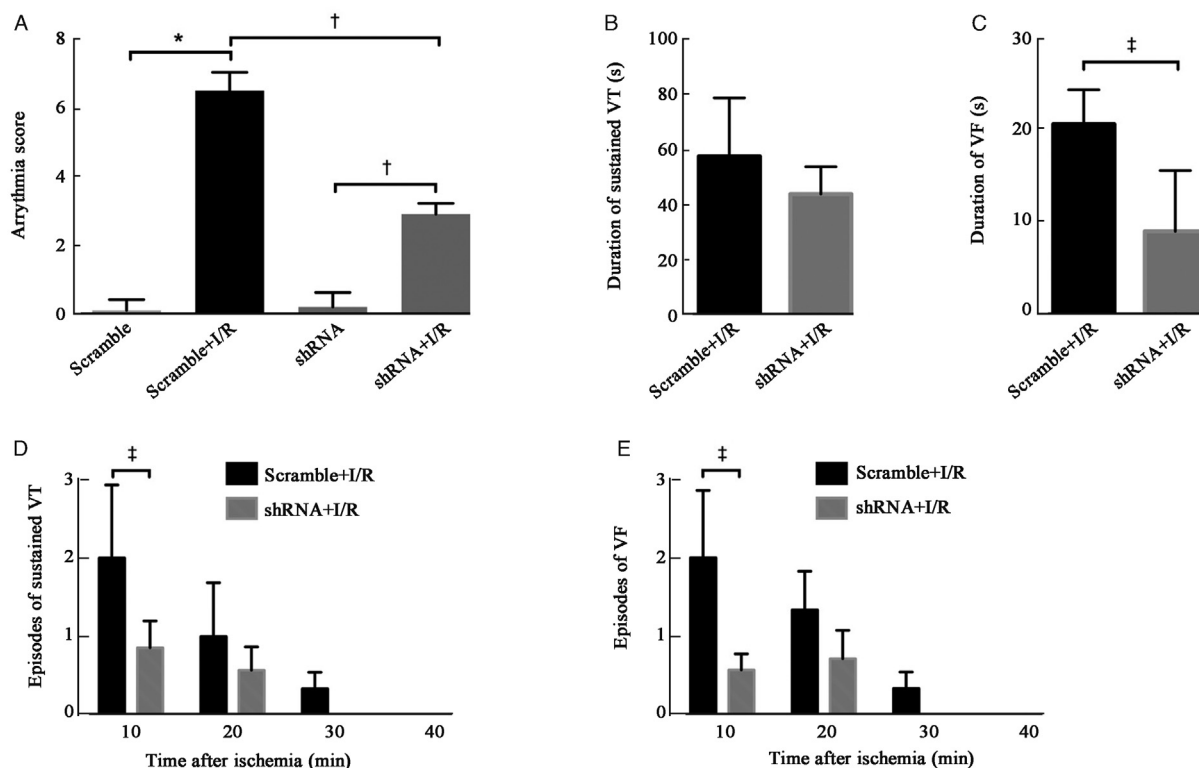 A
Arrythmia score
8
6
4
2
0
*
†
†
Scramble
Scramble+I/R
shRNA
shRNA+I/R
B
Duration of sustained VT (s)
100
80
60
40
20
0
Scramble+I/R
shRNA+I/R
C
Duration of VF (s)
30
20
10
0
‡
Scramble+I/R
shRNA+I/R
D
Episodes of sustained VT
3
2
1
0
‡
Scramble+I/R
shRNA+I/R
10 20 30 40
Time after ischemia (min)
E
Episodes of VF
3
2
1
0
‡
Scramble+I/R
shRNA+I/R
10 20 30 40
Time after ischemia (min)